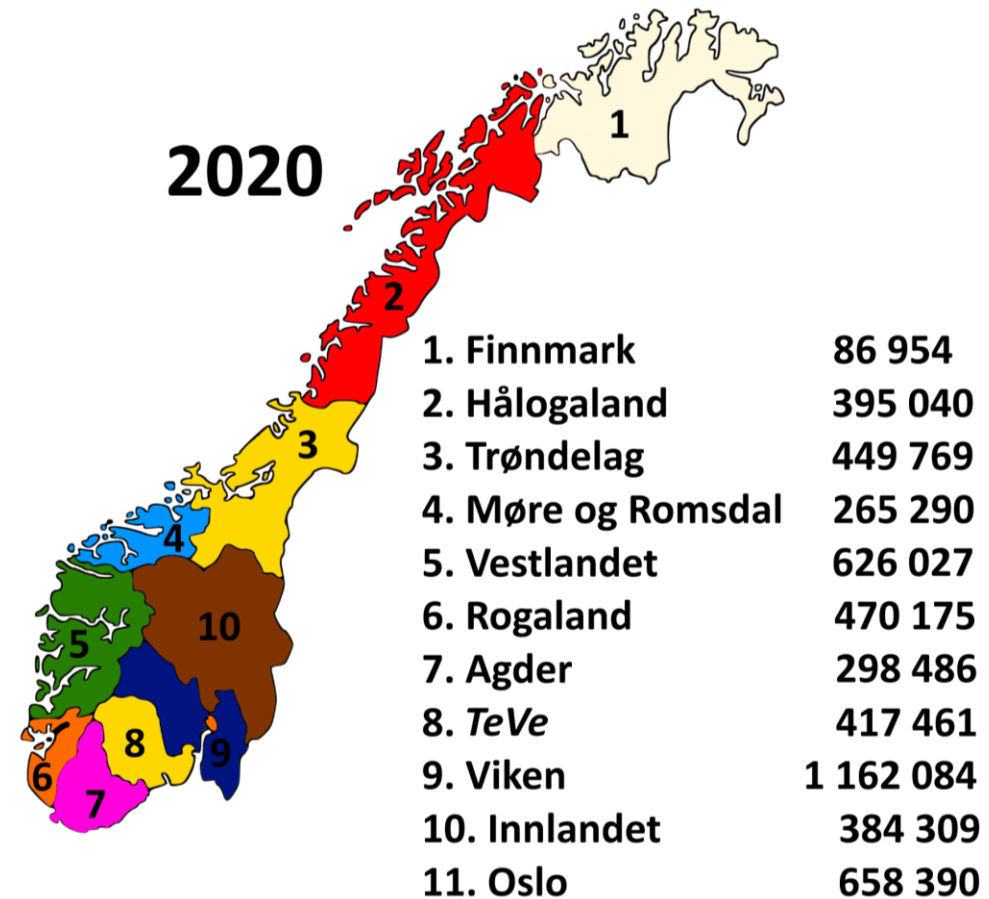 2020
1
2
3
4
5
10
8
9
6
7
1. Finnmark 86 954
2. Hålogaland 395 040
3. Trøndelag 449 769
4. Møre og Romsdal 265 290
5. Vestlandet 626 027
6. Rogaland 470 175
7. Agder 298 486
8. TeVe 417 461
9. Viken 1 162 084
10. Innlandet 384 309
11. Oslo 658 390